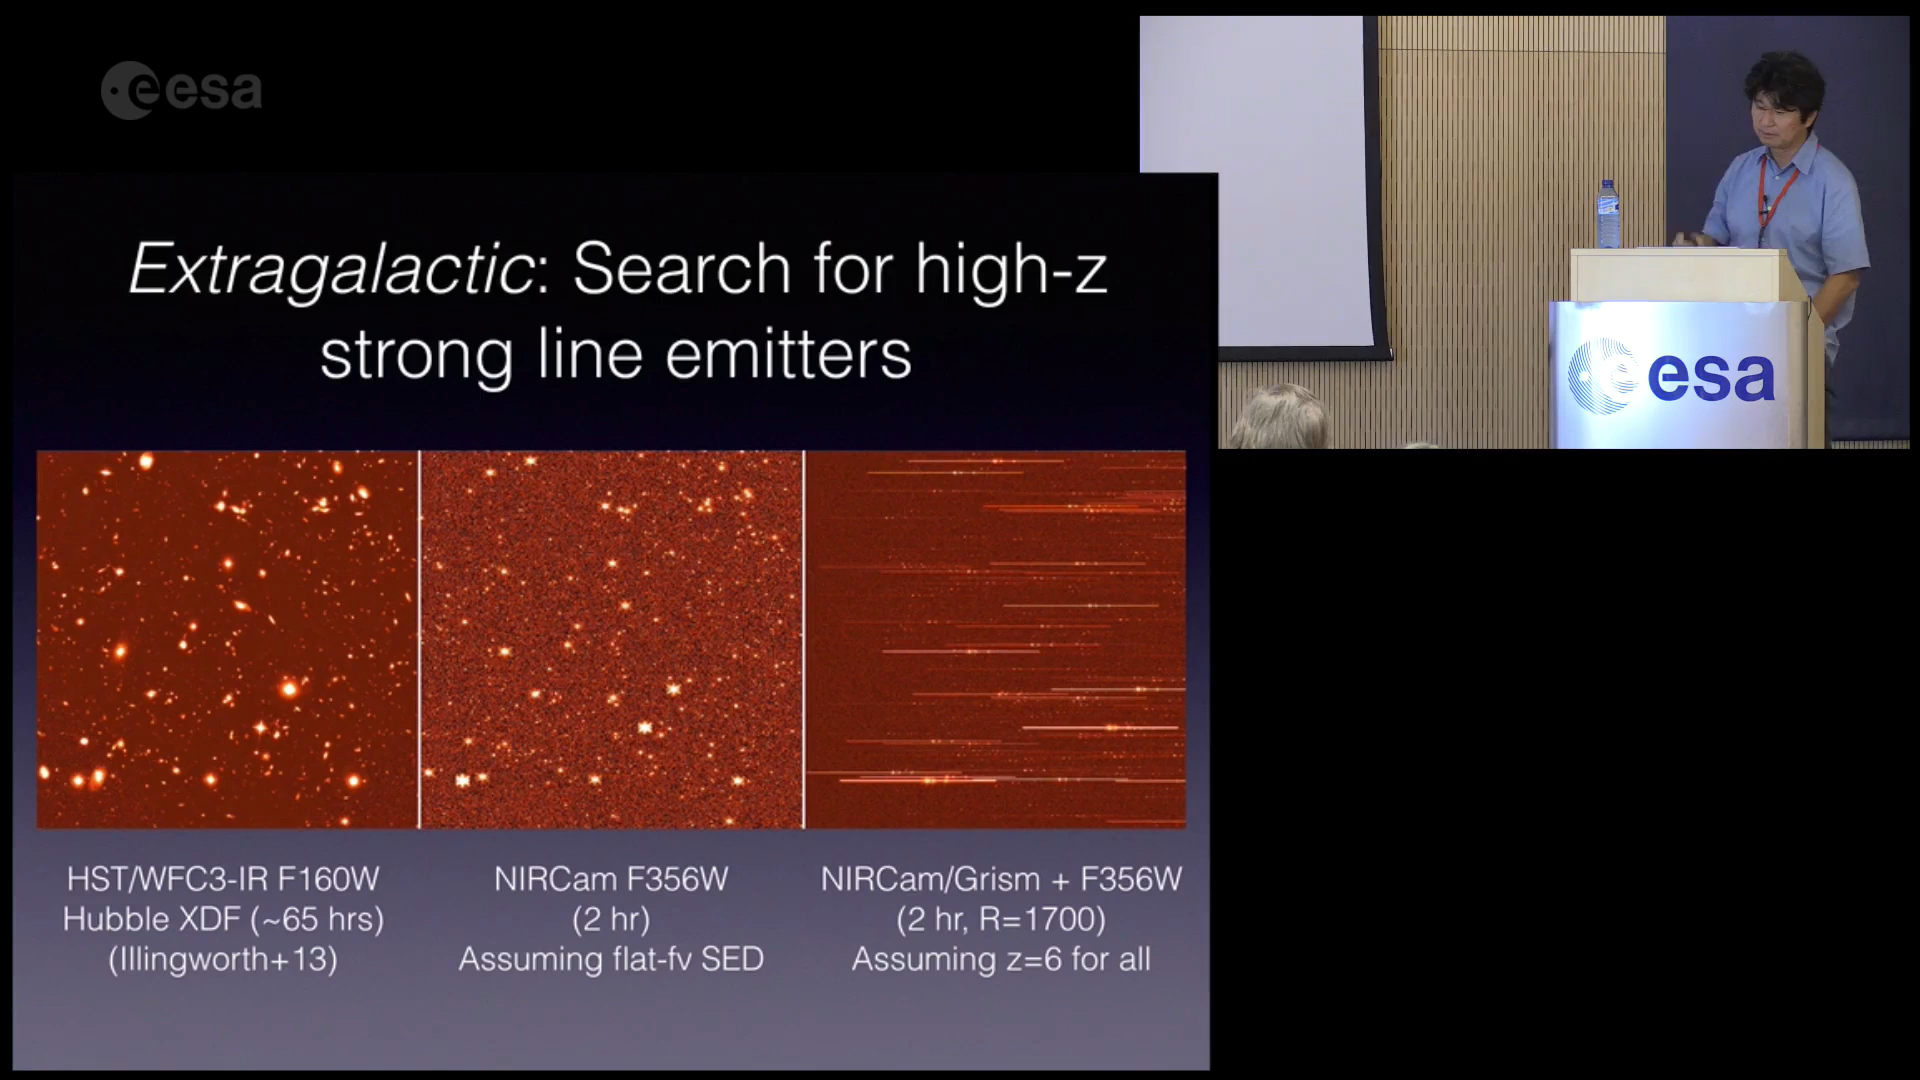 esa
Extragalactic: Search for high-z
strong line emitters
HST/WFC3-IR F160W
Hubble XDF (~65 hrs)
(Illingworth+13)
NIRCam F356W
(2 hr)
Assuming flat-fν SED
NIRCam/Grism + F356W
(2 hr, R=1700)
Assuming z=6 for all
esa